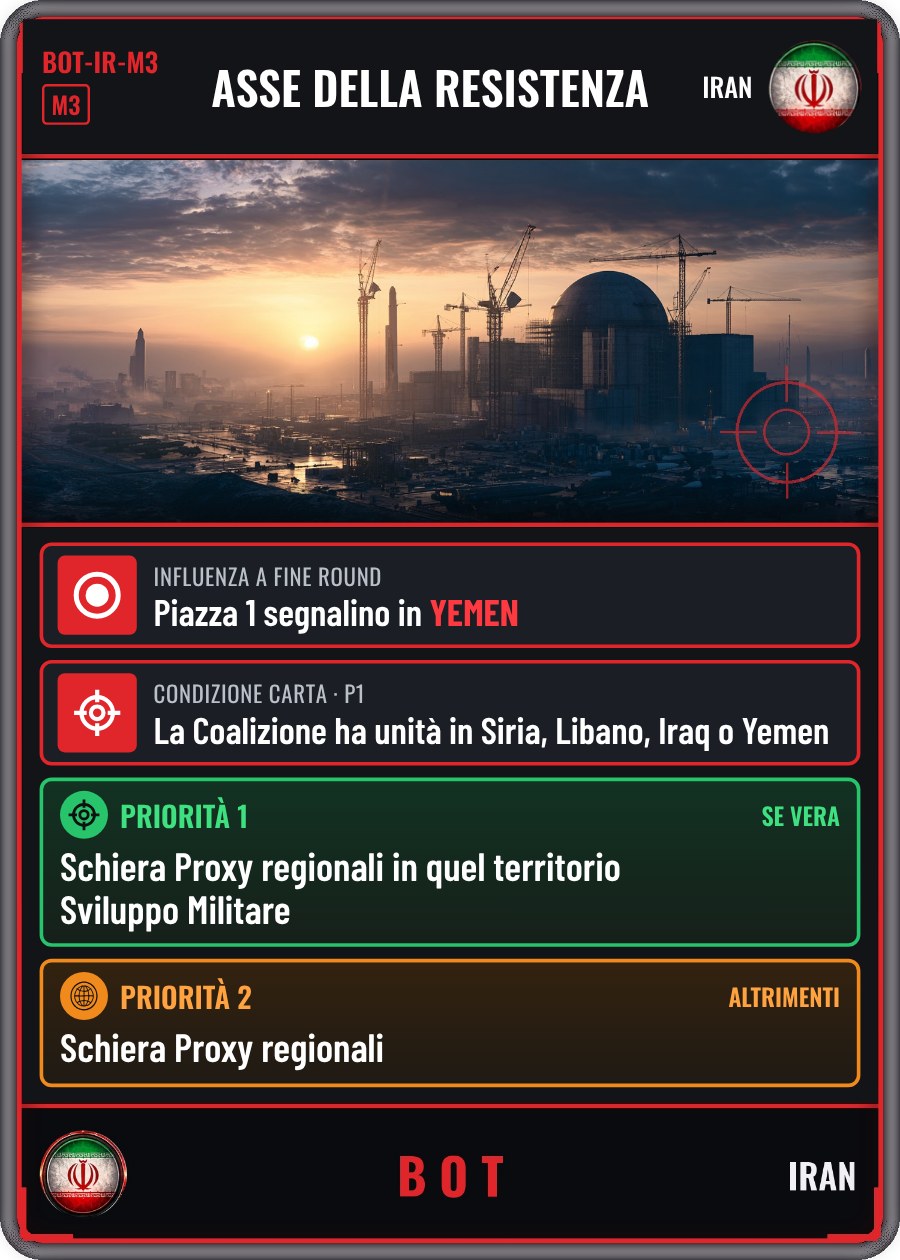 BOT-IR-M3
M3
ASSE DELLA RESISTENZA
IRAN
INFLUENZA A FINE ROUND
Piazza 1 segnalino in YEMEN
CONDIZIONE CARTA · P1
La Coalizione ha unità in Siria, Libano, Iraq o Yemen
PRIORITÀ 1
SE VERA
Schiera Proxy regionali in quel territorio
Sviluppo Militare
PRIORITÀ 2
ALTRIMENTI
Schiera Proxy regionali
BOT
IRAN